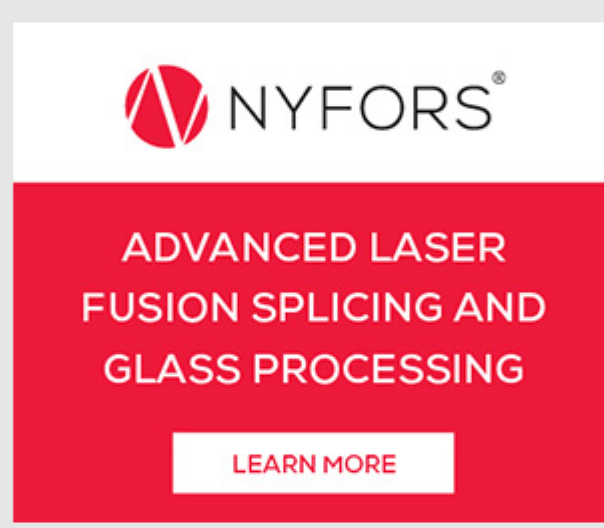 NYFORS®
ADVANCED LASER
FUSION SPLICING AND
GLASS PROCESSING
LEARN MORE